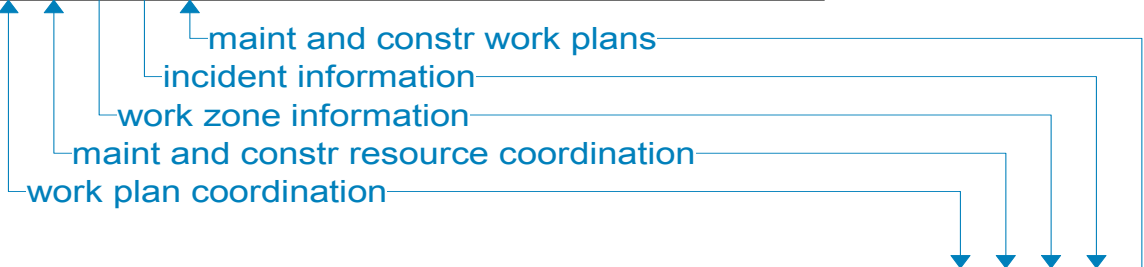 maint and constr work plans
incident information
work zone information
maint and constr resource coordination
work plan coordination